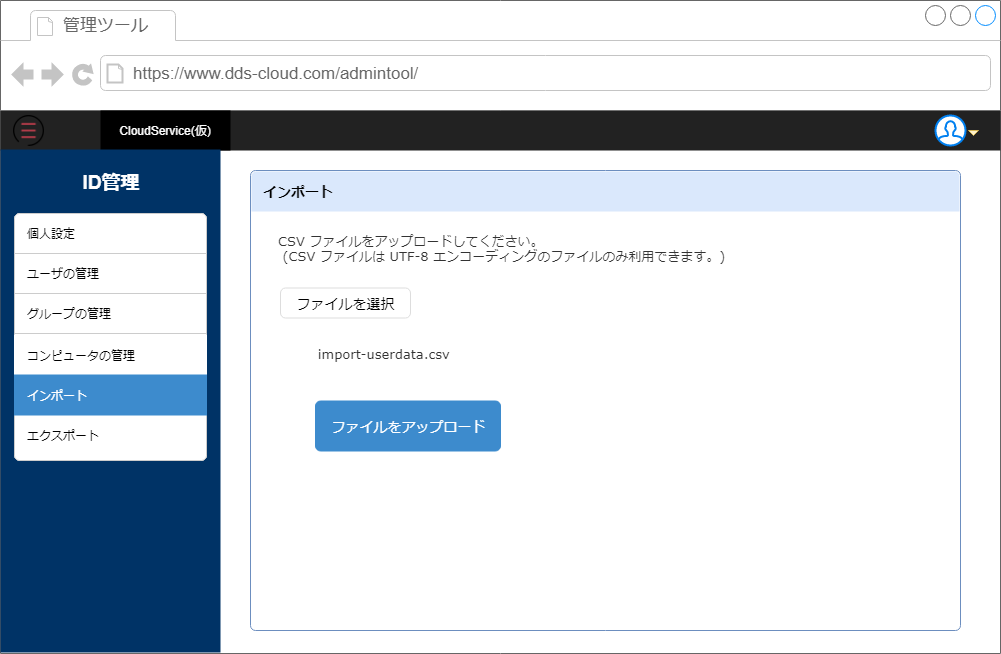 管理ツール
https://www.dds-cloud.com/admintool/
CloudService(仮)
ID管理
個人設定
ユーザの管理
グループの管理
コンピュータの管理
インポート
エクスポート
インポート
CSV ファイルをアップロードしてください。
(CSV ファイルは UTF-8 エンコーディングのファイルのみ利用できます。)
ファイルを選択
import-userdata.csv
ファイルをアップロード